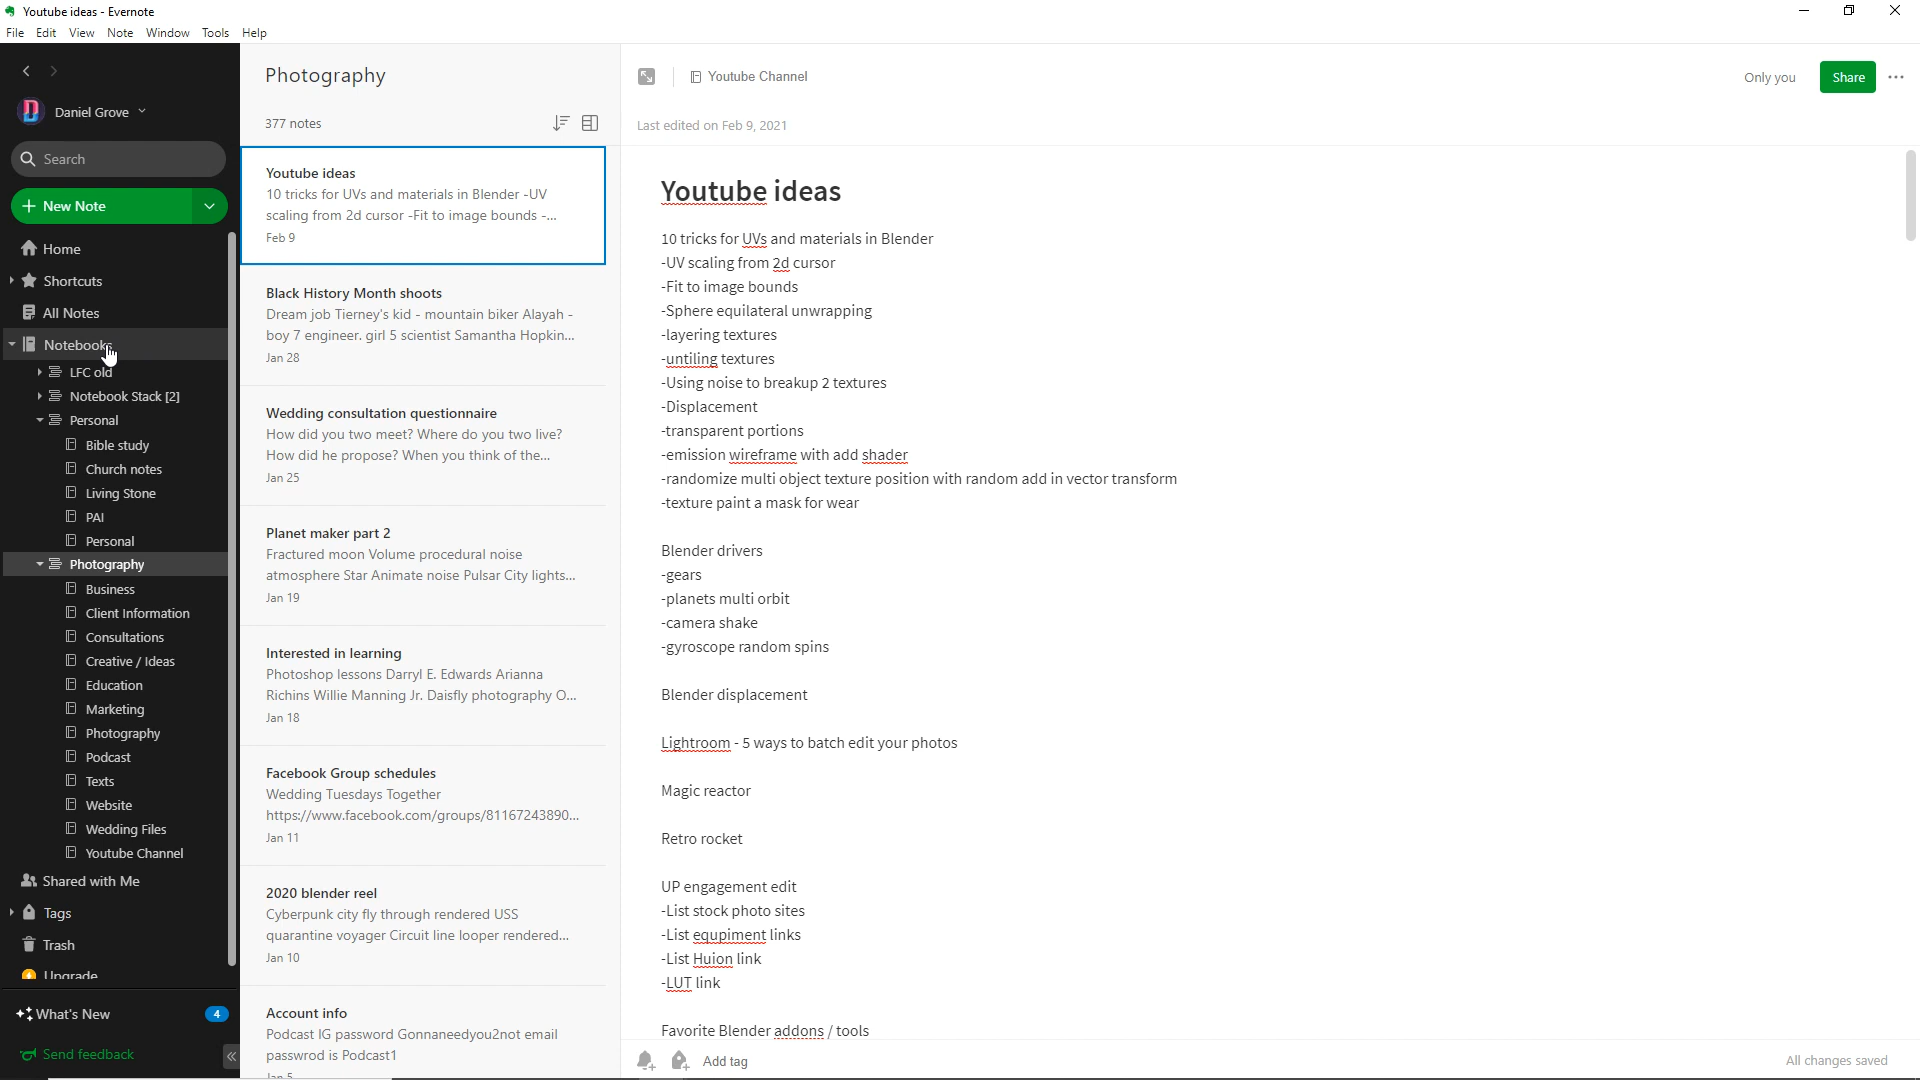 Youtube ideas - Evernote
File Edit View Note Window Tools Help
Daniel Grove
Search
New Note
Home
Shortcuts
All Notes
Notebooks
LFC old
Notebook Stack [2]
Personal
Bible study
Church notes
Living Stone
PAI
Personal
Photography
Business
Client Information
Consultations
Creative / Ideas
Education
Marketing
Photography
Podcast
Texts
Website
Wedding Files
Youtube Channel
Shared with Me
Tags
Trash
Upgrade
What's New 4
Send feedback
Photography
377 notes
Youtube ideas
10 tricks for UVs and materials in Blender -UV
scaling from 2d cursor -Fit to image bounds -...
Feb 9
Black History Month shoots
Dream job Tierney's kid - mountain biker Alayah -
boy 7 engineer. girl 5 scientist Samantha Hopkin...
Jan 28
Wedding consultation questionnaire
How did you two meet? Where do you two live?
How did he propose? When you think of the...
Jan 25
Planet maker part 2
Fractured moon Volume procedural noise
atmosphere Star Animate noise Pulsar City lights...
Jan 19
Interested in learning
Photoshop lessons Darryl E. Edwards Arianna
Richins Willie Manning Jr. Daisfly photography O...
Jan 18
Facebook Group schedules
Wedding Tuesdays Together
https://www.facebook.com/groups/81167243890...
Jan 11
2020 blender reel
Cyberpunk city fly through rendered USS
quarantine voyager Circuit line looper rendered...
Jan 10
Account info
Podcast IG password Gonnaneedyou2not email
passwrod is Podcast1
Jan 5
Youtube Channel
Only you
Share
Last edited on Feb 9, 2021
Youtube ideas
10 tricks for UVs and materials in Blender
-UV scaling from 2d cursor
-Fit to image bounds
-Sphere equilateral unwrapping
-layering textures
-untiling textures
-Using noise to breakup 2 textures
-Displacement
-transparent portions
-emission wireframe with add shader
-randomize multi object texture position with random add in vector transform
-texture paint a mask for wear
Blender drivers
-gears
-planets multi orbit
-camera shake
-gyroscope random spins
Blender displacement
Lightroom - 5 ways to batch edit your photos
Magic reactor
Retro rocket
UP engagement edit
-List stock photo sites
-List equpiment links
-List Huion link
-LUT link
Favorite Blender addons / tools
Add tag
All changes saved